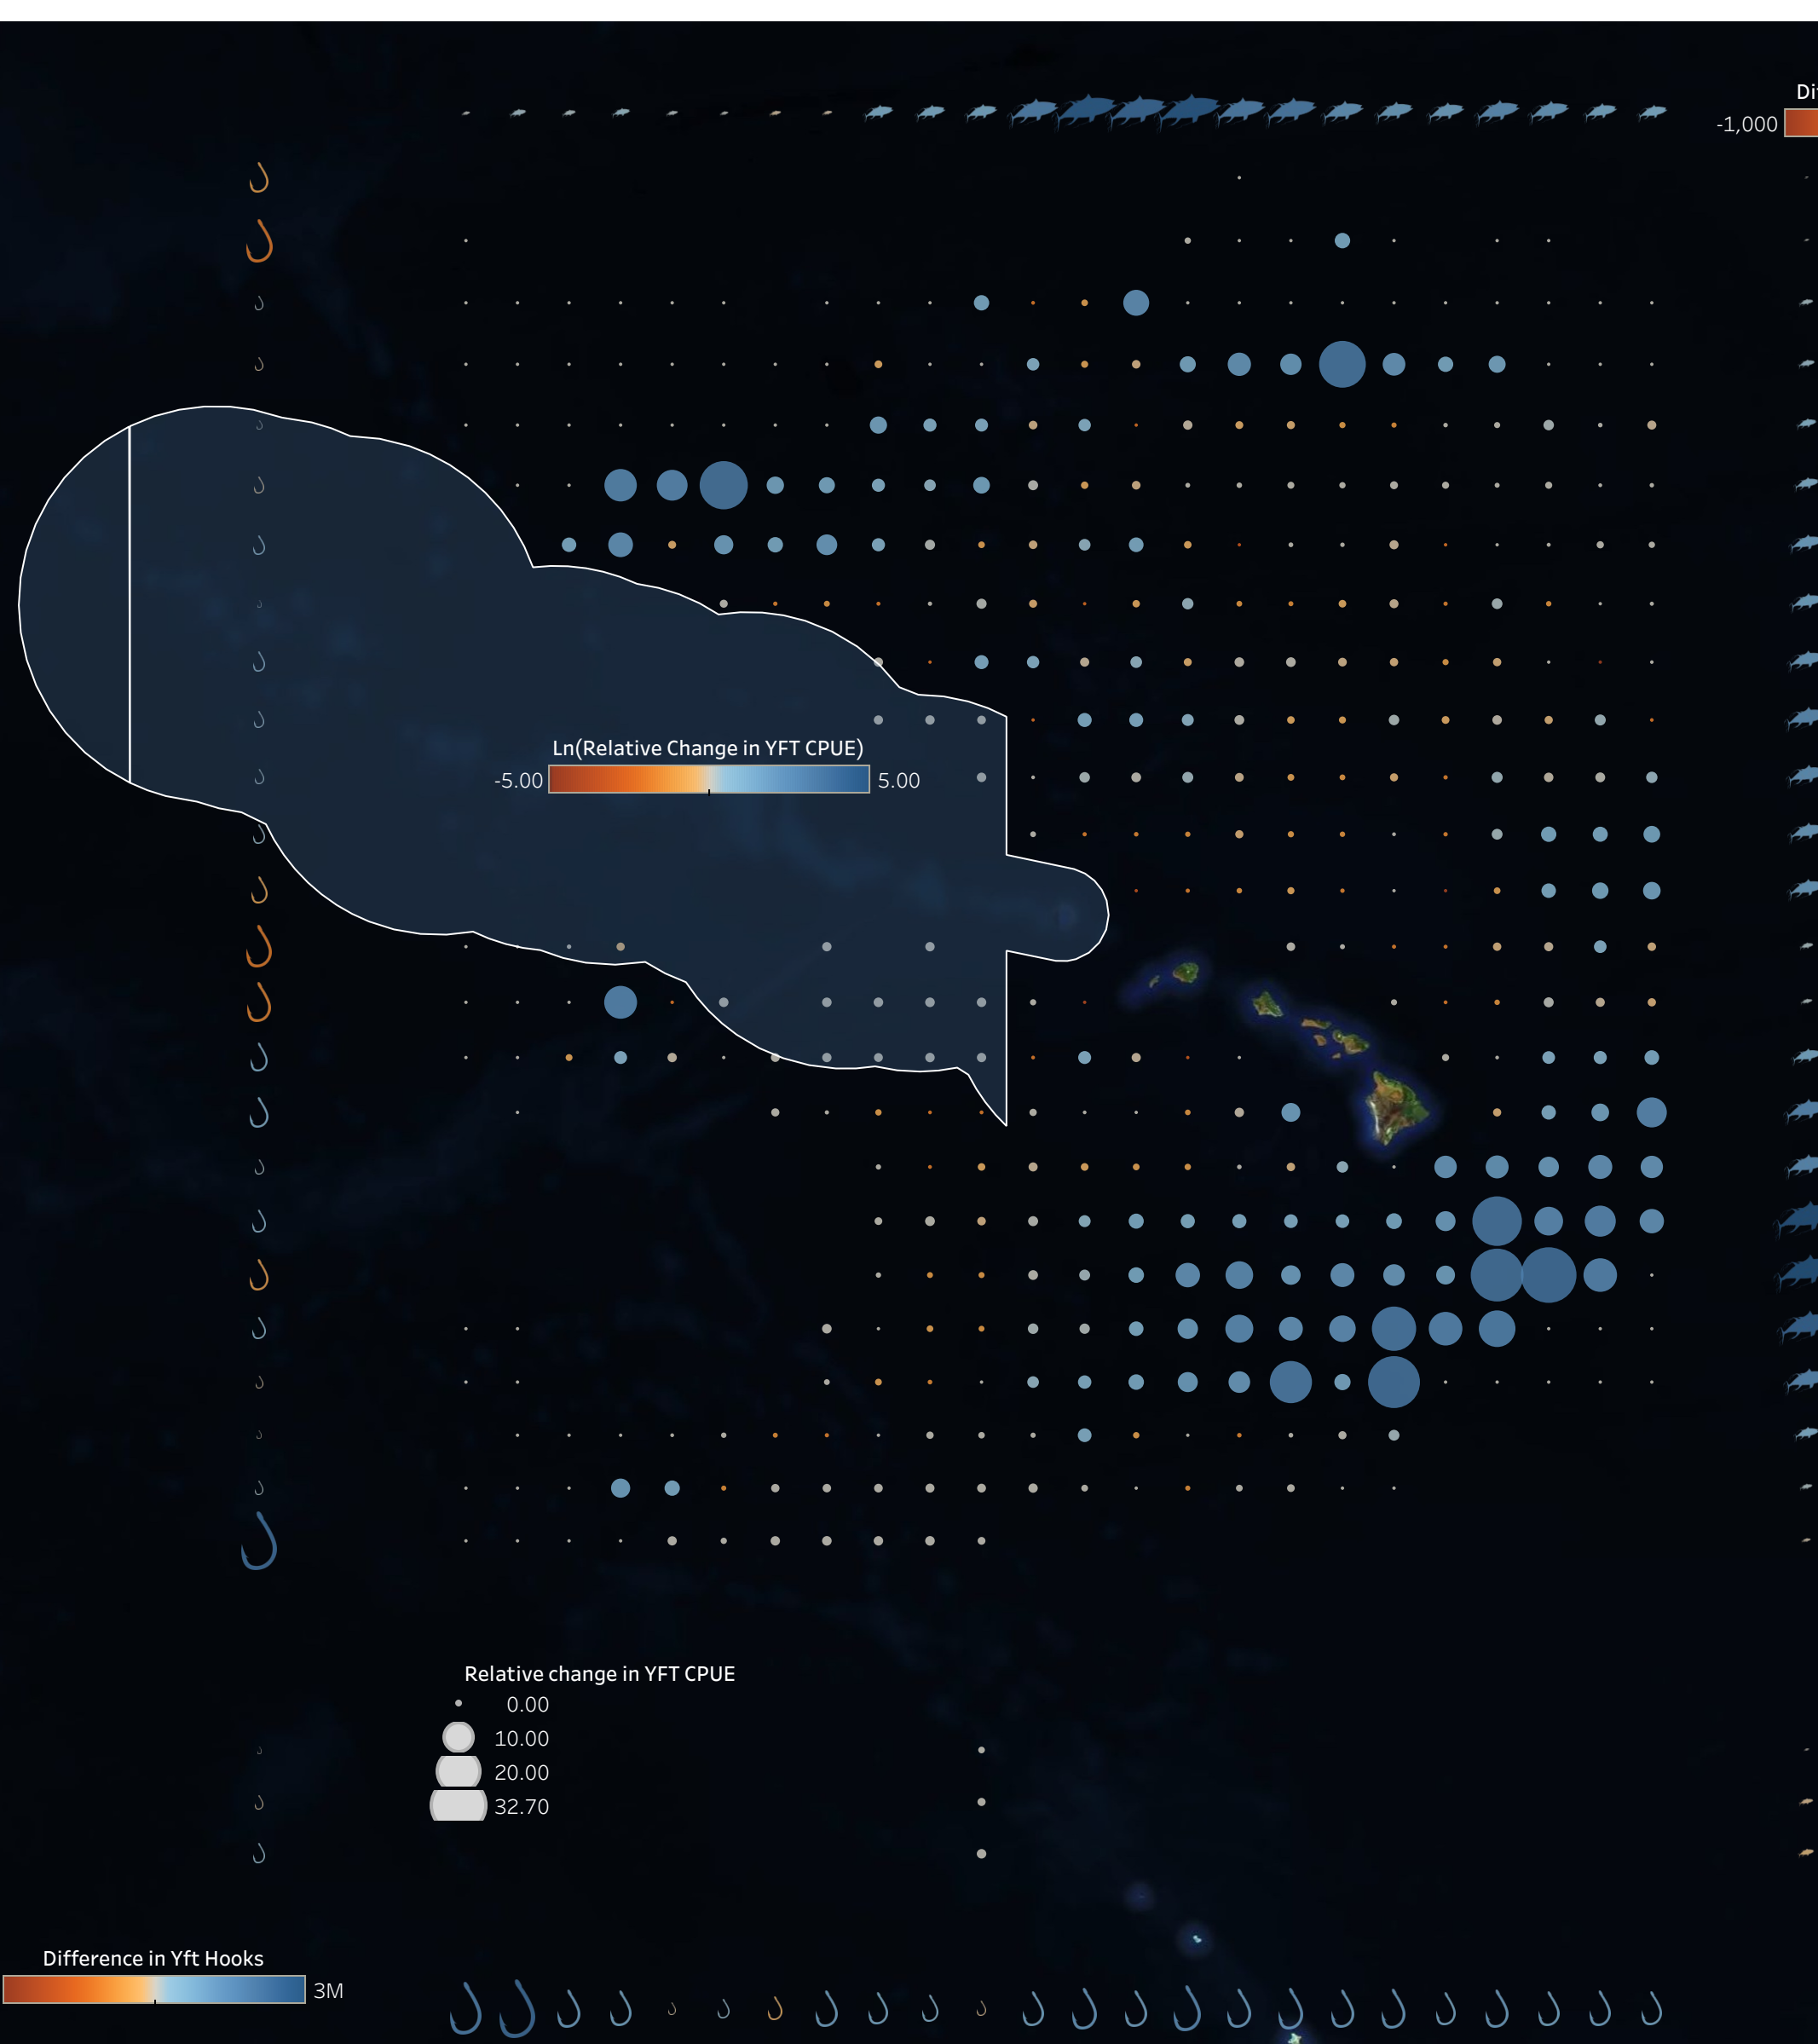 Di
-1,000
Ln(Relative Change in YFT CPUE)
-5.00 5.00
Relative change in YFT CPUE
0.00
10.00
20.00
32.70
Difference in Yft Hooks
3M